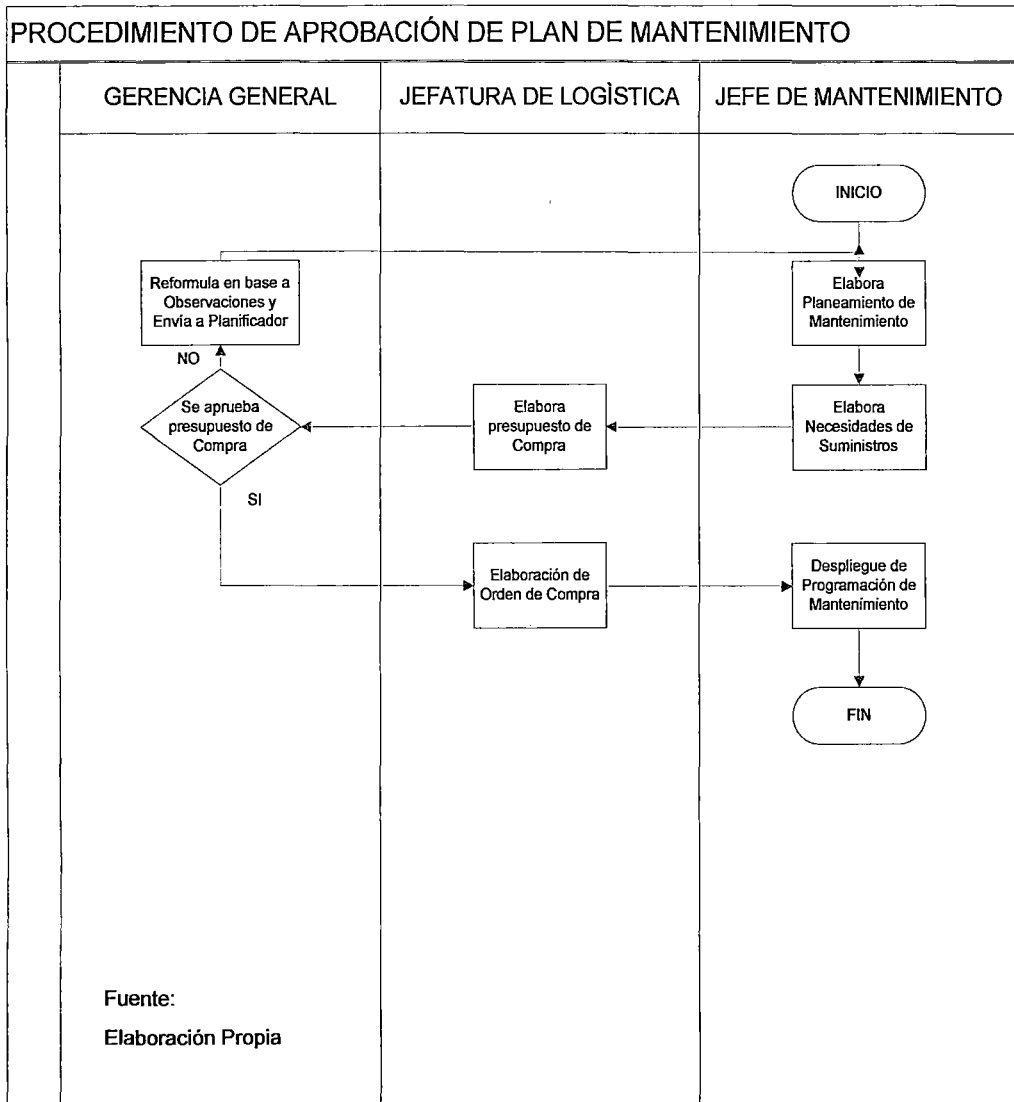 PROCEDIMIENTO DE APROBACIÓN DE PLAN DE MANTENIMIENTO
GERENCIA GENERAL
JEFATURA DE LOGÌSTICA
JEFE DE MANTENIMIENTO
INICIO
Reformula en base a
Observaciones y
Envía a Planificador
Elabora
Planeamiento de
Mantenimiento
NO
Se aprueba
presupuesto de
Compra
Elabora
presupuesto de
Compra
Elabora
Necesidades de
Suministros
SI
Elaboración de
Orden de Compra
Despliegue de
Programación de
Mantenimiento
FIN
Fuente:
Elaboración Propia